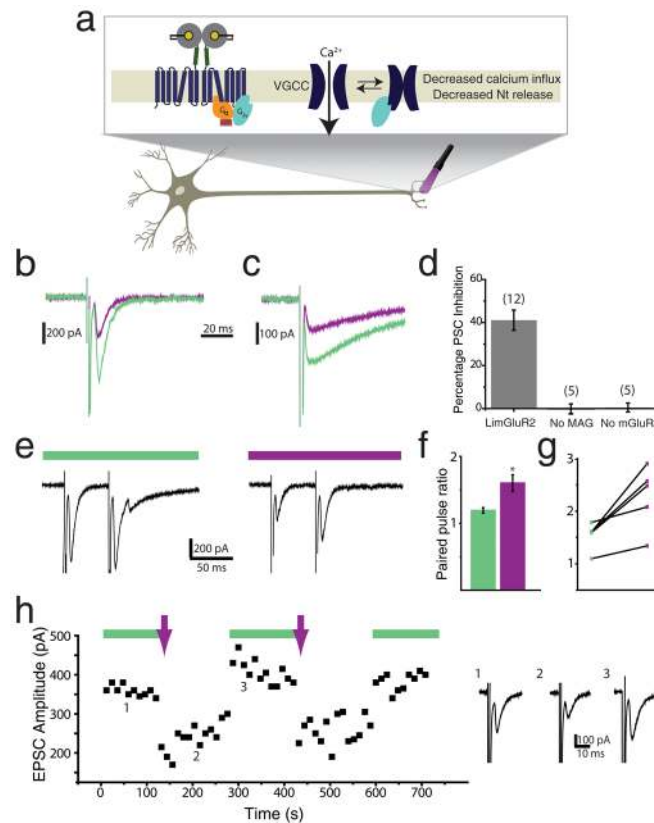 a
Ca²⁺
VGCC
Decreased calcium influx
Decreased Nt release
b
200 pA
20 ms
c
100 pA
d
Percentage PSC Inhibition
60
40
20
0
(12)
(5)
(5)
LimGluR2
No MAG
No mGluR
e
200 pA
50 ms
f
Paired pulse ratio
2
1
*
g
3
2
1
h
EPSC Amplitude (pA)
500
400
300
200
100
1
2
3
0
100
200
300
400
500
600
700
Time (s)
1
2
3
100 pA
10 ms